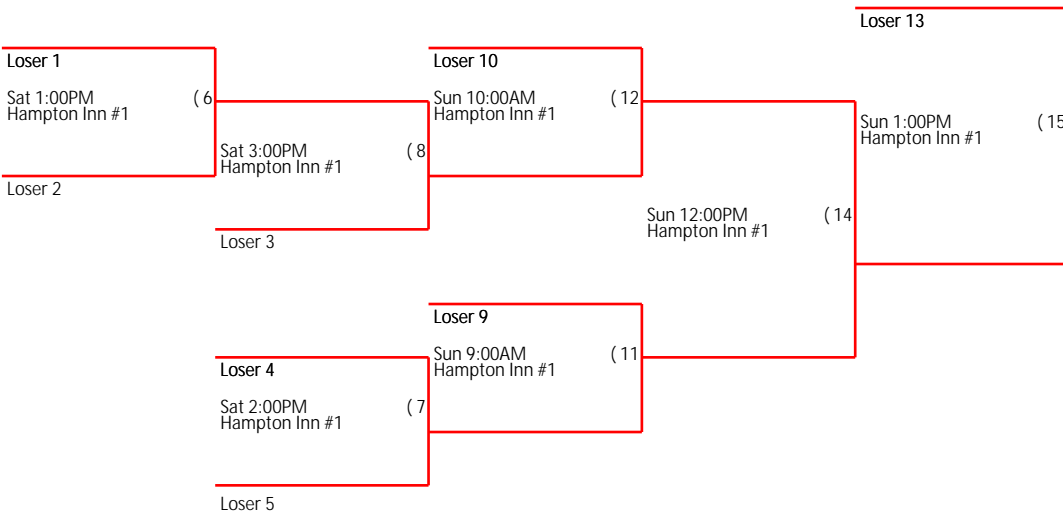 Loser 13
Loser 1
Loser 10
Sat 1:00PM ( 6
Hampton Inn #1
Sun 10:00AM ( 12
Hampton Inn #1
Sun 1:00PM ( 15
Hampton Inn #1
Sat 3:00PM ( 8
Hampton Inn #1
Loser 2
Sun 12:00PM ( 14
Hampton Inn #1
Loser 3
Loser 9
Sun 9:00AM ( 11
Hampton Inn #1
Loser 4
Sat 2:00PM ( 7
Hampton Inn #1
Loser 5